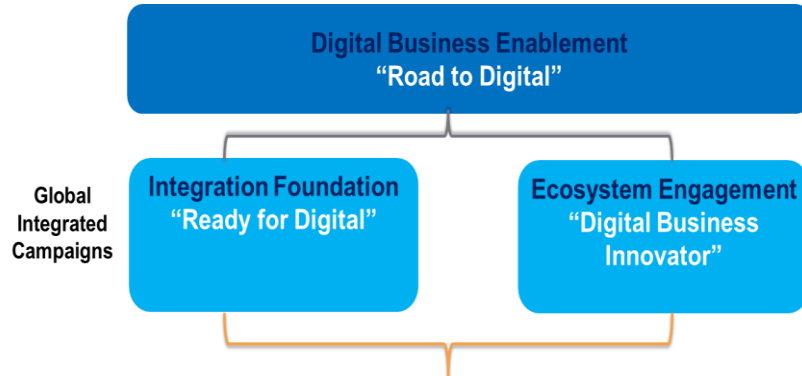 Digital Business Enablement
“Road to Digital”
Global
Integrated
Campaigns
Integration Foundation
“Ready for Digital”
Ecosystem Engagement
“Digital Business
Innovator”